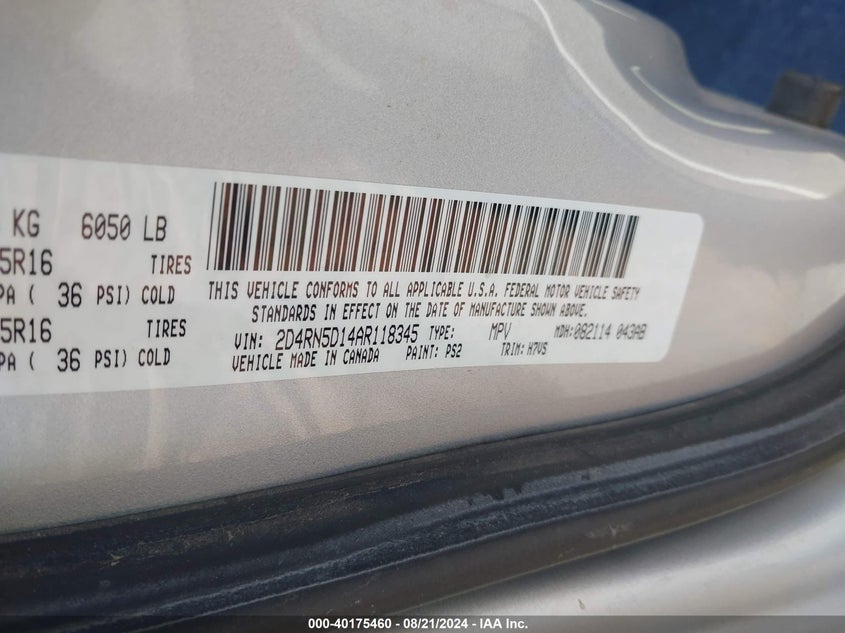 KG 6050 LB
5R16 TIRES
PA ( 36 PSI) COLD
5R16 TIRES
PA ( 36 PSI) COLD
THIS VEHICLE CONFORMS TO ALL APPLICABLE U.S.A. FEDERAL MOTOR VEHICLE SAFETY
STANDARDS IN EFFECT ON THE DATE OF MANUFACTURE SHOWN ABOVE.
VIN: 2D4RN5D14AR118345 TYPE: MPV MDH:082114 043AB
VEHICLE MADE IN CANADA PAINT: PS2 TRIM: H7VS
000-40175460 - 08/21/2024 - IAA Inc.